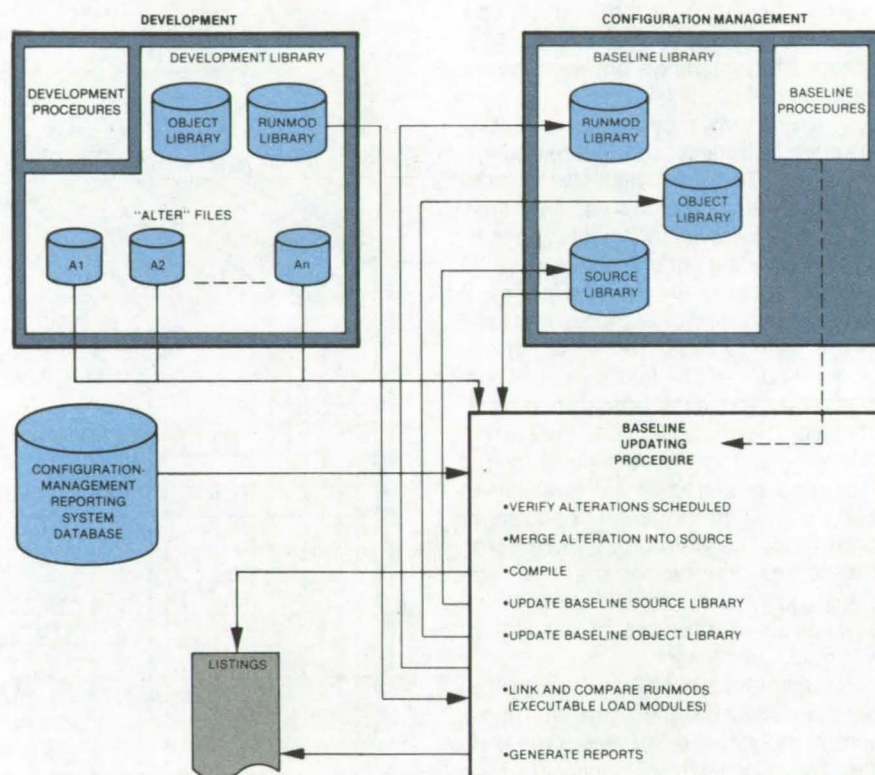 DEVELOPMENT
DEVELOPMENT
PROCEDURES
DEVELOPMENT LIBRARY
OBJECT
LIBRARY
RUNMOD
LIBRARY
"ALTER" FILES
A1
A2
An
CONFIGURATION MANAGEMENT
BASELINE LIBRARY
RUNMOD
LIBRARY
OBJECT
LIBRARY
SOURCE
LIBRARY
BASELINE
PROCEDURES
CONFIGURATION-
MANAGEMENT
REPORTING
SYSTEM
DATABASE
LISTINGS
BASELINE
UPDATING
PROCEDURE
•VERIFY ALTERATIONS SCHEDULED
•MERGE ALTERATION INTO SOURCE
•COMPILE
•UPDATE BASELINE SOURCE LIBRARY
•UPDATE BASELINE OBJECT LIBRARY
•LINK AND COMPARE RUNMODS
(EXECUTABLE LOAD MODULES)
•GENERATE REPORTS